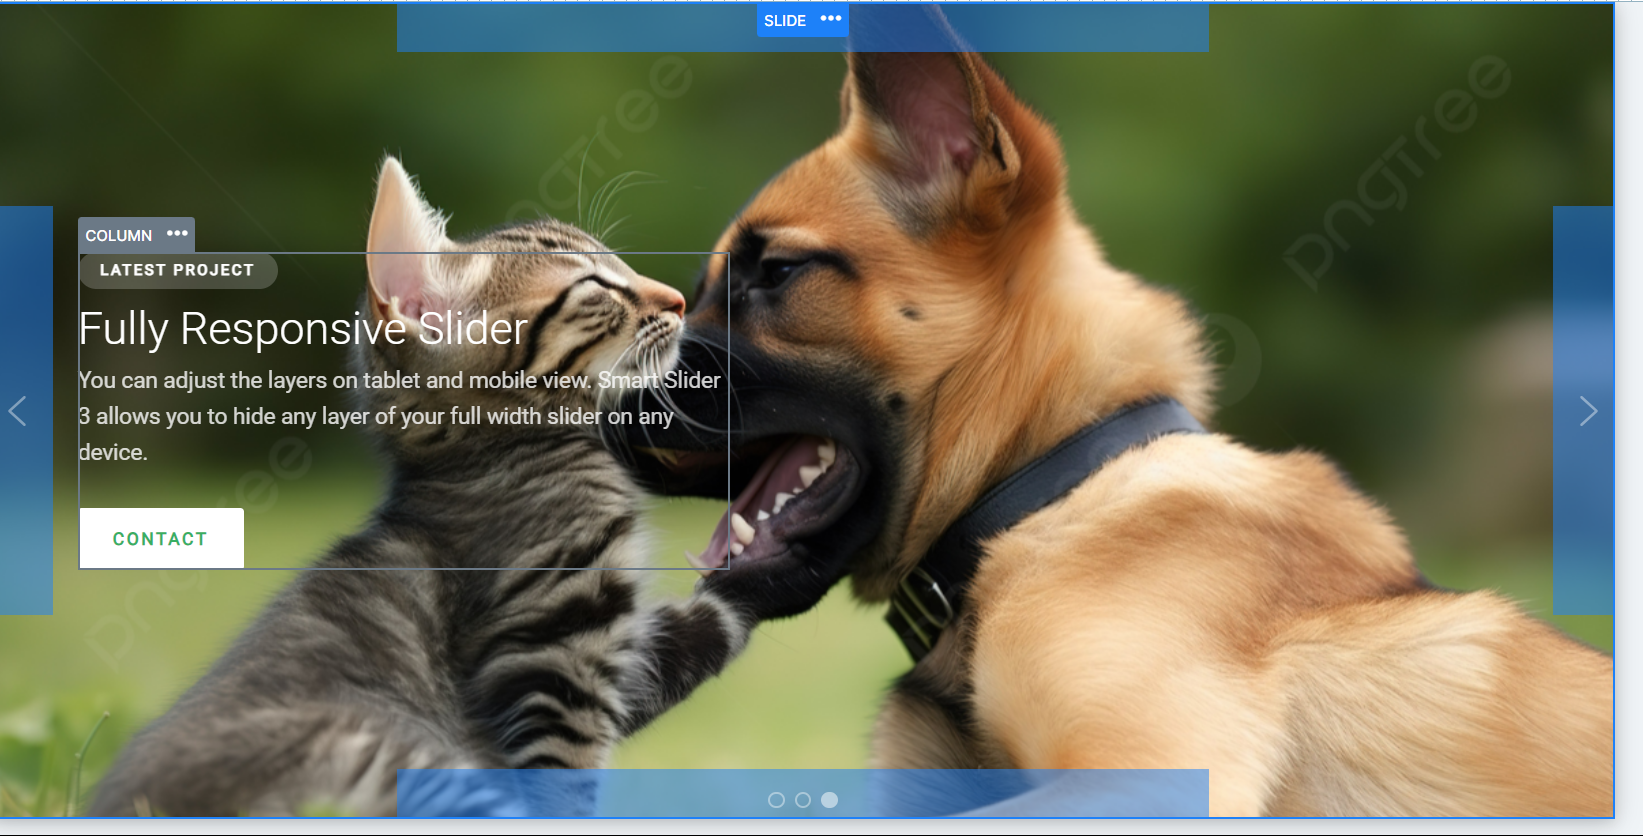 SLIDE •••
pngtree
pngtree
COLUMN •••
LATEST PROJECT
Fully Responsive Slider
You can adjust the layers on tablet and mobile view. Smart Slider
3 allows you to hide any layer of your full width slider on any
device.
CONTACT
pngtree